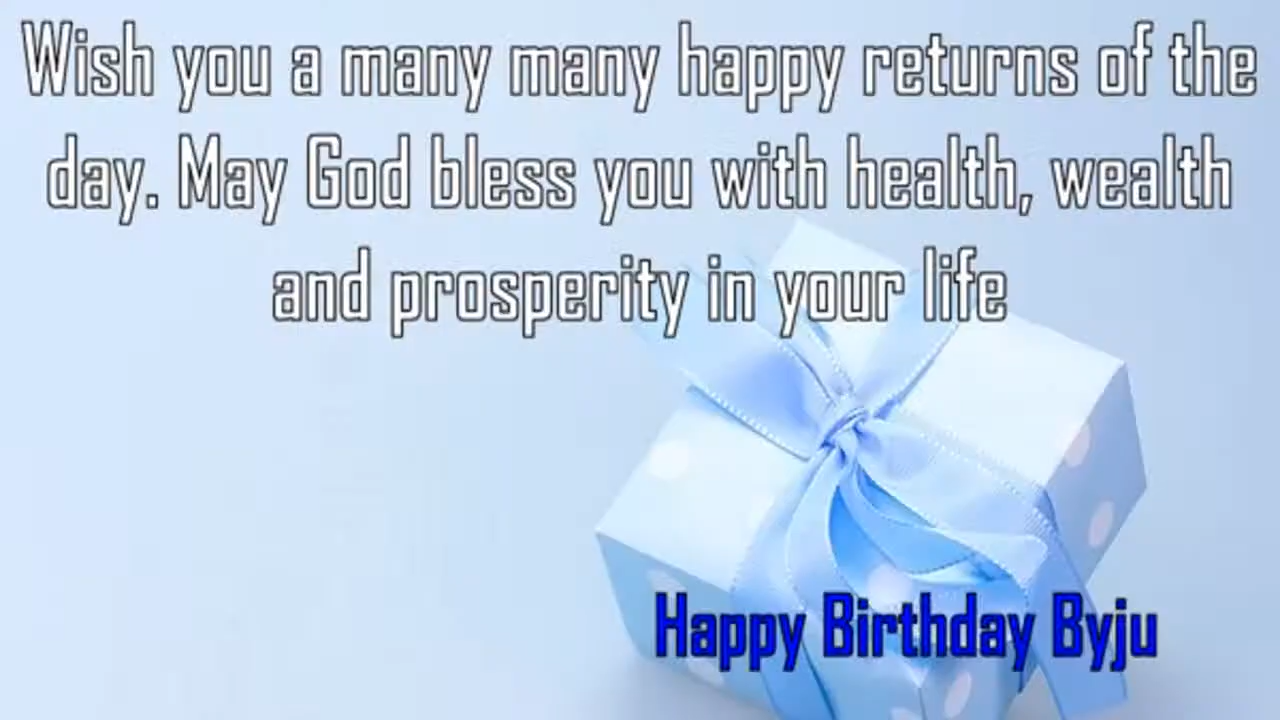 Wish you a many many happy returns of the
day. May God bless you with health, wealth
and prosperity in your life
Happy Birthday Byju